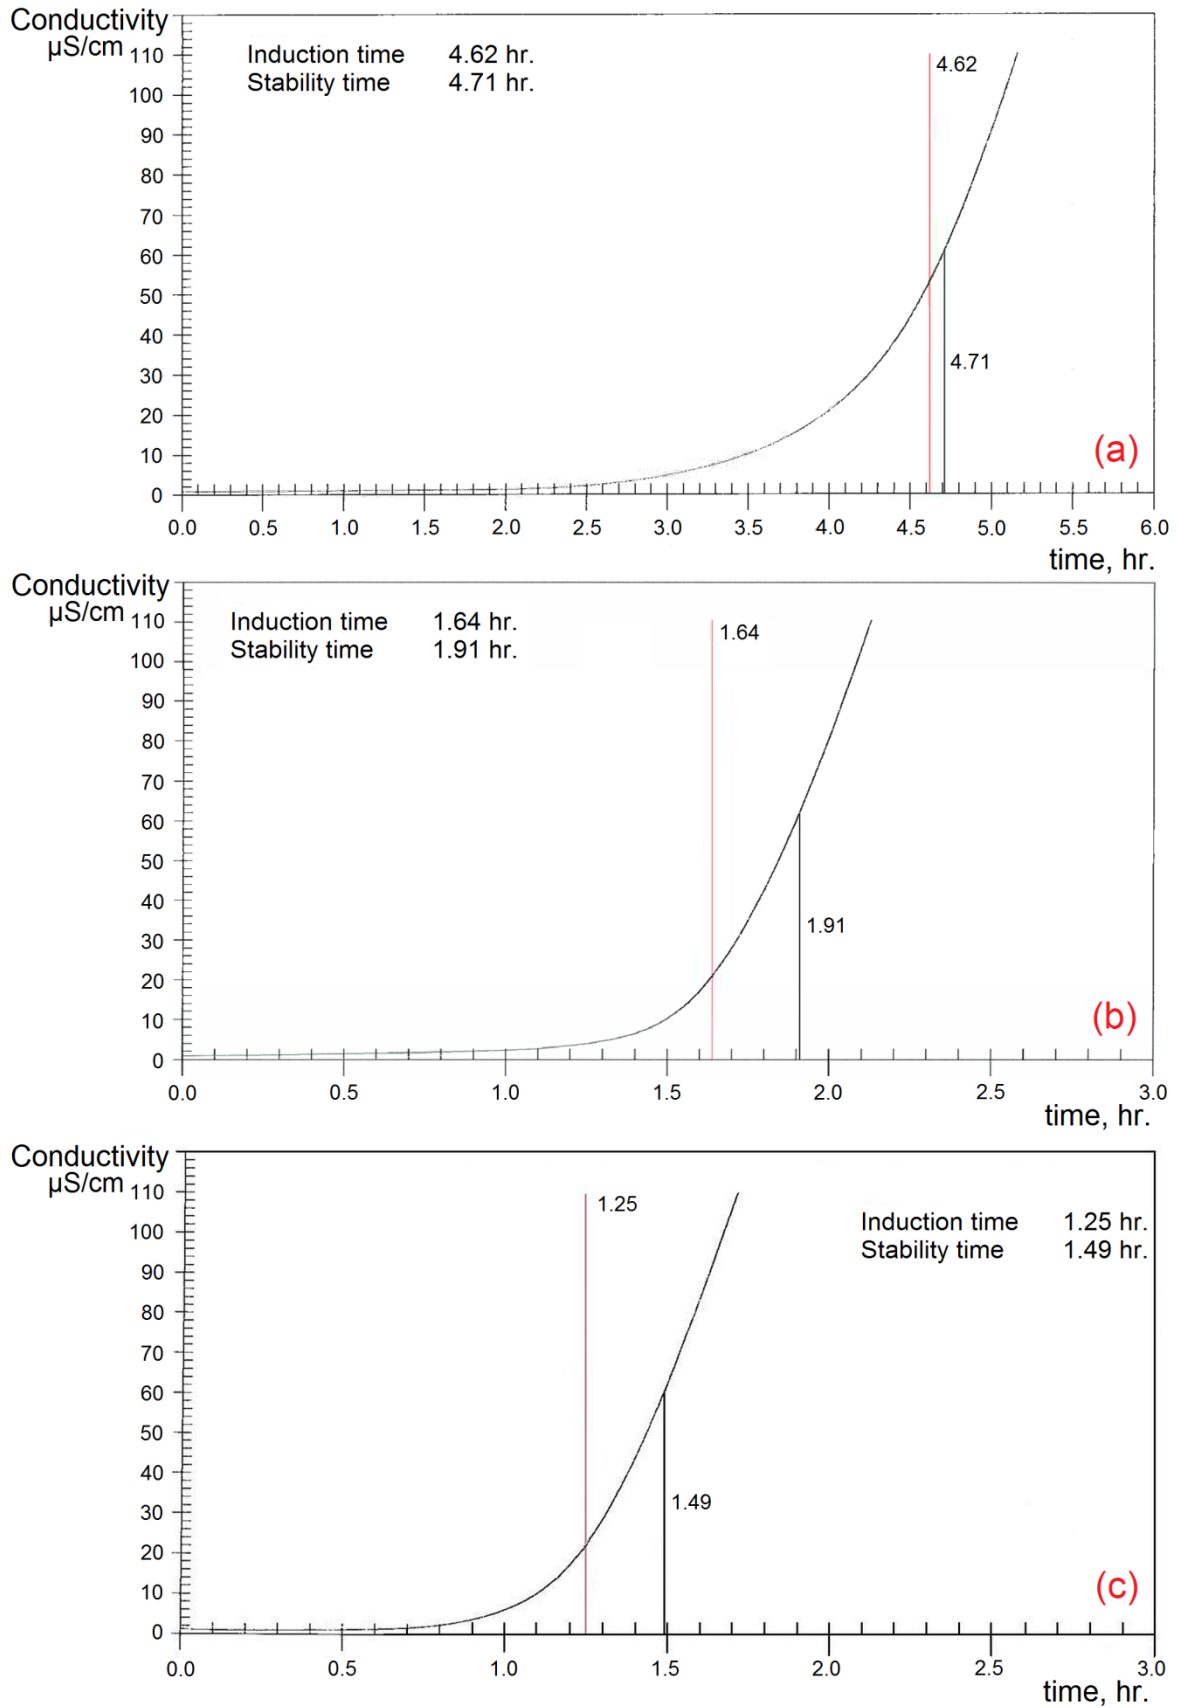 Conductivity
µS/cm
Induction time 4.62 hr.
Stability time 4.71 hr.
4.62
110
100
90
80
70
60
50
40
30
20
10
0
4.71
(a)
0.0 0.5 1.0 1.5 2.0 2.5 3.0 3.5 4.0 4.5 5.0 5.5 6.0
time, hr.
Conductivity
µS/cm
Induction time 1.64 hr.
Stability time 1.91 hr.
1.64
110
100
90
80
70
60
50
40
30
20
10
0
1.91
(b)
0.0 0.5 1.0 1.5 2.0 2.5 3.0
time, hr.
Conductivity
µS/cm
1.25
Induction time 1.25 hr.
Stability time 1.49 hr.
110
100
90
80
70
60
50
40
30
20
10
0
1.49
(c)
0.0 0.5 1.0 1.5 2.0 2.5 3.0
time, hr.